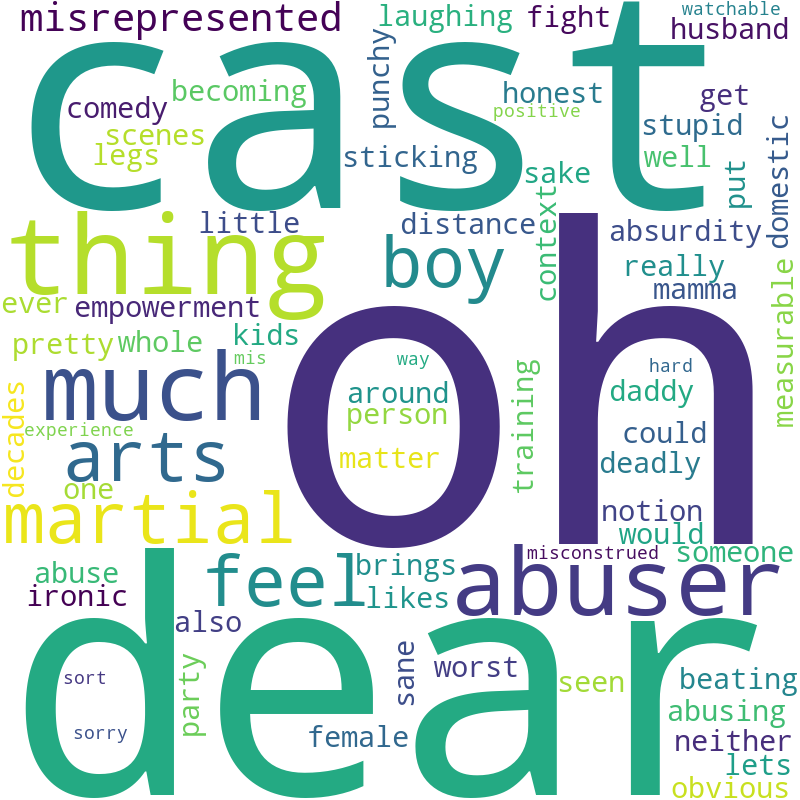 misrepresented
laughing
fight
watchable
husband
cast
punchy
becoming
comedy
scenes
legs
honest
positive
get
stupid
sticking
well
sake
put
domestic
thing
little
distance
boy
context
absurdity
really
mamma
ever
empowerment
pretty
whole
kids
mis
measurable
oh
way
hard
much
around
person
daddy
training
decades
experience
arts
matter
could
deadly
one
martial
notion
would
misconstrued
someone
dear
abuse
ironic
feel
brings
likes
abuser
also
party
sane
worst
seen
beating
sort
abusing
sorry
female
neither
lets
obvious